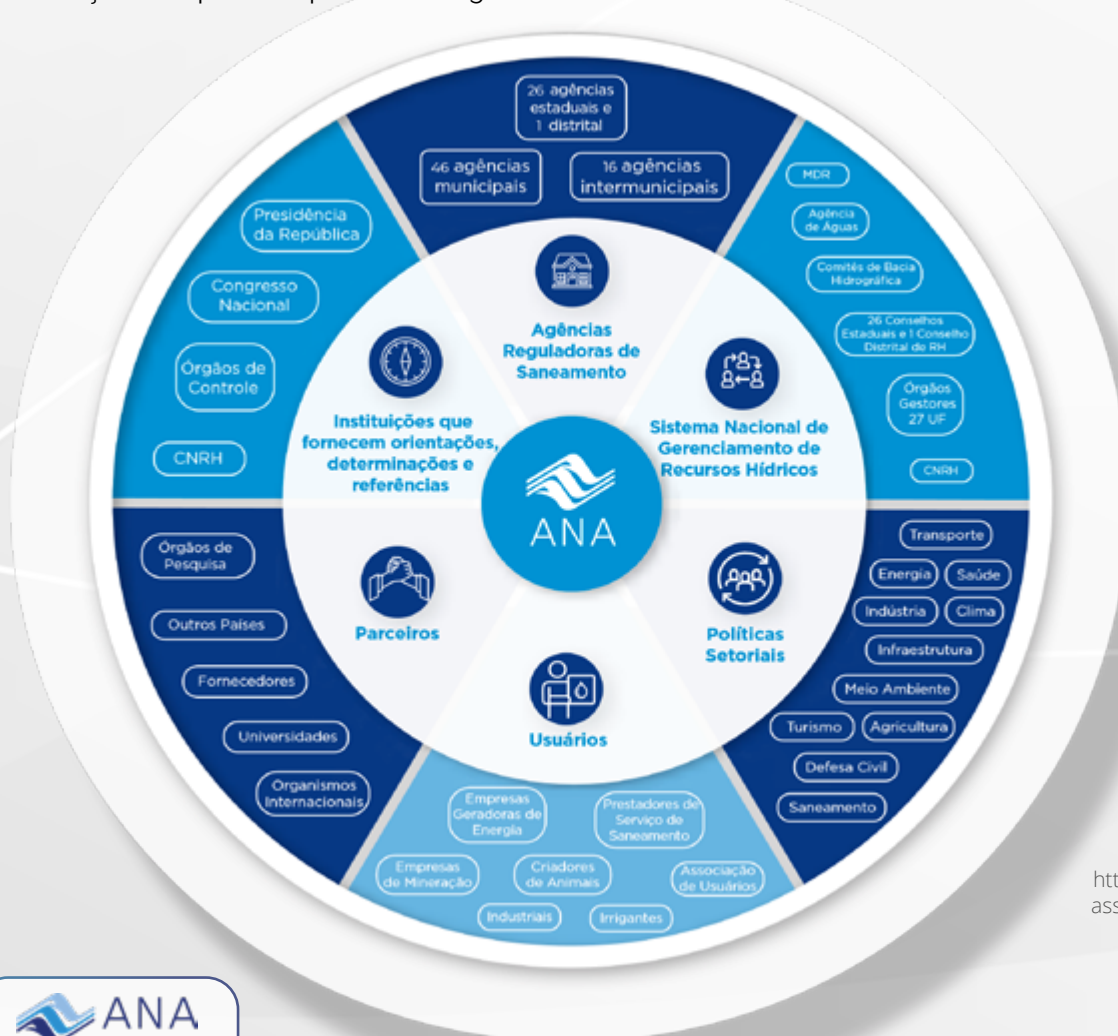 26 agências
estaduais e
1 distrital
46 agências
municipais
16 agências
intermunicipais
Agências
Reguladoras de
Saneamento
MDR
Agência
de Águas
Comitês de Bacia
Hidrográfica
26 Conselhos
Estaduais e 1 Conselho
Distrital de RH
Órgãos
Gestores
27 UF
CNRH
Sistema Nacional de
Gerenciamento de
Recursos Hídricos
Transporte
Energia
Saúde
Indústria
Clima
Infraestrutura
Meio Ambiente
Turismo
Agricultura
Defesa Civil
Saneamento
Políticas
Setoriais
Usuários
Empresas
Geradoras de
Energia
Prestadores de
Serviço de
Saneamento
Empresas
de Mineração
Criadores
de Animais
Associação
de Usuários
Industriais
Irrigantes
Parceiros
Órgãos de
Pesquisa
Outros Países
Fornecedores
Universidades
Organismos
Internacionais
Instituições que
fornecem orientações,
determinações e
referências
Presidência
da República
Congresso
Nacional
Órgãos de
Controle
CNRH
ANA
htt
ass
ANA